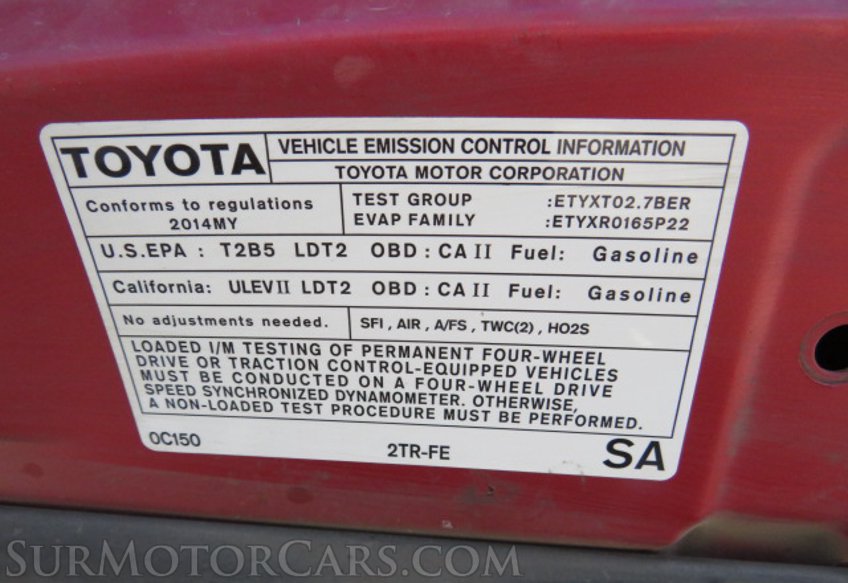 TOYOTA
VEHICLE EMISSION CONTROL INFORMATION
TOYOTA MOTOR CORPORATION
Conforms to regulations
2014MY
TEST GROUP :ETYXT02.7BER
EVAP FAMILY :ETYXR0165P22
U.S.EPA : T2B5 LDT2 OBD : CA II Fuel: Gasoline
California: ULEV II LDT2 OBD : CA II Fuel: Gasoline
No adjustments needed.
SFI , AIR , A/FS , TWC(2) , HO2S
LOADED I/M TESTING OF PERMANENT FOUR-WHEEL
DRIVE OR TRACTION CONTROL-EQUIPPED VEHICLES
MUST BE CONDUCTED ON A FOUR-WHEEL DRIVE
SPEED SYNCHRONIZED DYNAMOMETER. OTHERWISE,
A NON-LOADED TEST PROCEDURE MUST BE PERFORMED.
0C150
2TR-FE
SA
SURMOTORCARS.COM